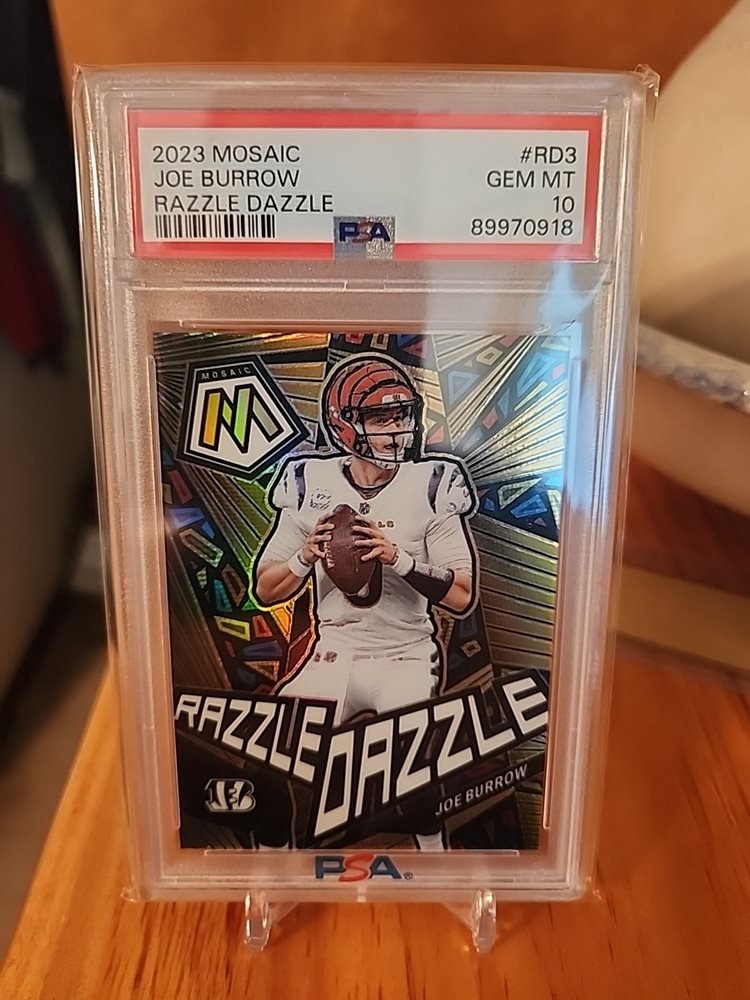 2023 MOSAIC #RD3
JOE BURROW GEM MT
RAZZLE DAZZLE 10
PSA 89970918
MOSAIC
M
RAZZLE
DAZZLE
B
JOE BURROW
PSA®